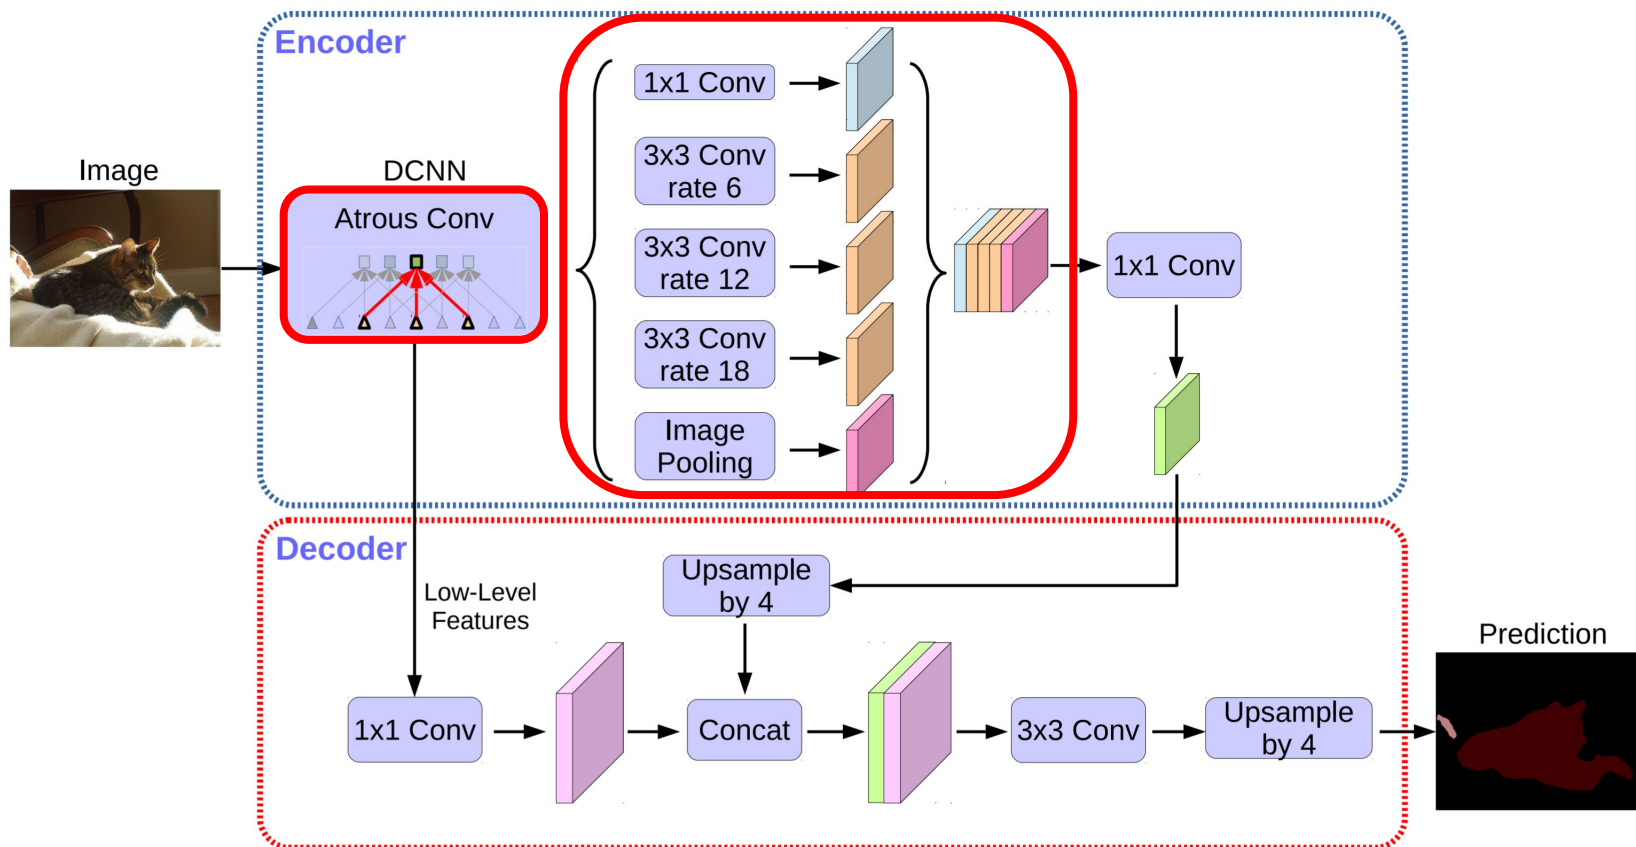 Encoder
Image
DCNN
Atrous Conv
1x1 Conv
3x3 Conv
rate 6
3x3 Conv
rate 12
3x3 Conv
rate 18
Image
Pooling
1x1 Conv
Decoder
Low-Level
Features
Upsample
by 4
1x1 Conv
Concat
3x3 Conv
Upsample
by 4
Prediction